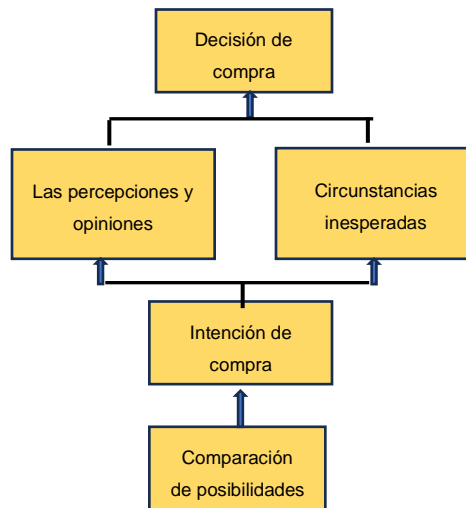 Decisión de
compra
Las percepciones y
opiniones
Circunstancias
inesperadas
Intención de
compra
Comparación
de posibilidades